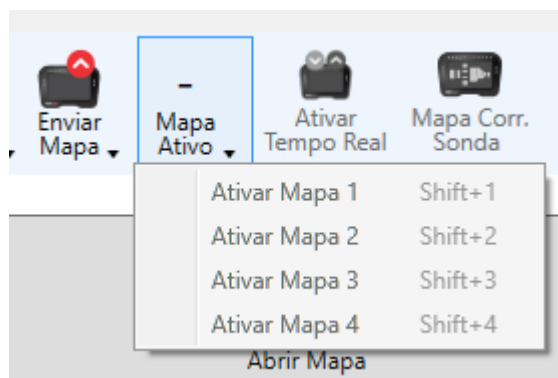 Enviar
Mapa
-
Mapa
Ativo
Ativar
Tempo Real
Mapa Corr.
Sonda
Ativar Mapa 1 Shift+1
Ativar Mapa 2 Shift+2
Ativar Mapa 3 Shift+3
Ativar Mapa 4 Shift+4
Abrir Mapa